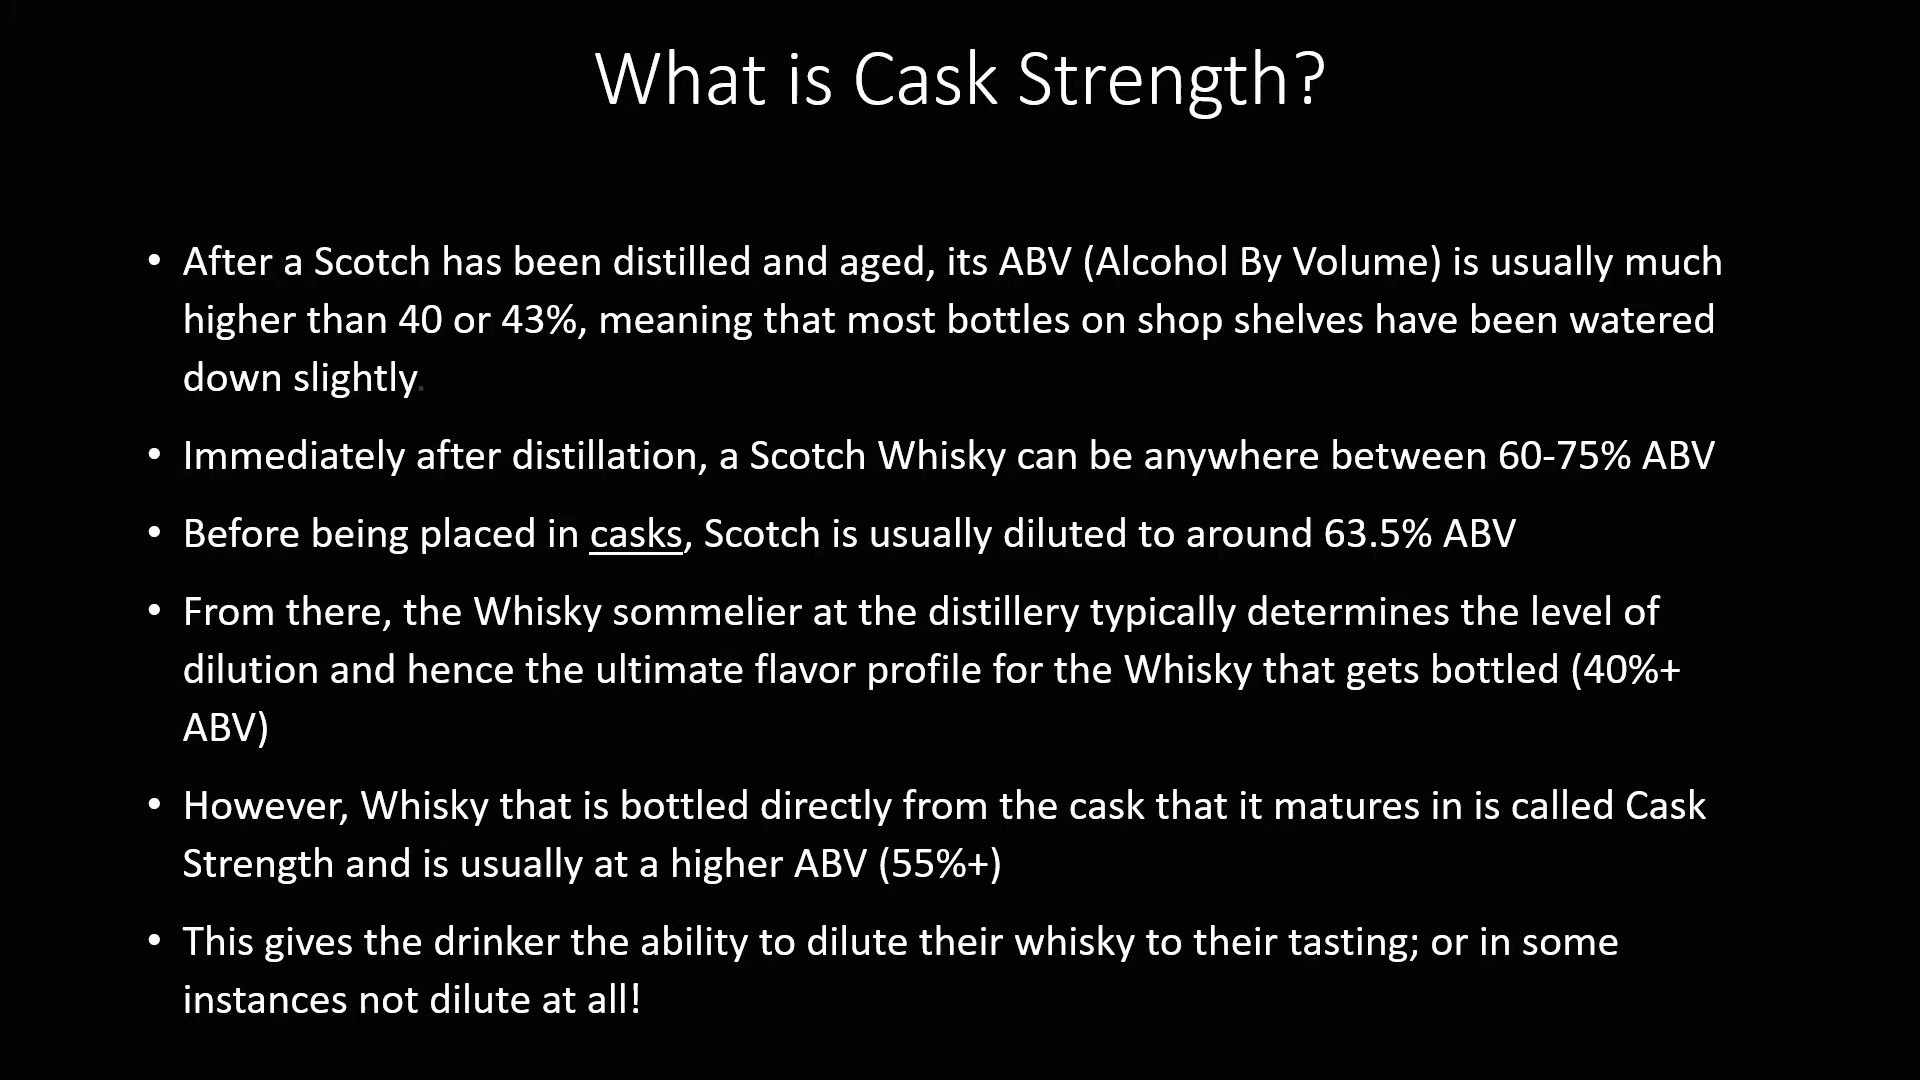 What is Cask Strength?
• After a Scotch has been distilled and aged, its ABV (Alcohol By Volume) is usually much
higher than 40 or 43%, meaning that most bottles on shop shelves have been watered
down slightly.
• Immediately after distillation, a Scotch Whisky can be anywhere between 60-75% ABV
• Before being placed in casks, Scotch is usually diluted to around 63.5% ABV
• From there, the Whisky sommelier at the distillery typically determines the level of
dilution and hence the ultimate flavor profile for the Whisky that gets bottled (40%+
ABV)
• However, Whisky that is bottled directly from the cask that it matures in is called Cask
Strength and is usually at a higher ABV (55%+)
• This gives the drinker the ability to dilute their whisky to their tasting; or in some
instances not dilute at all!